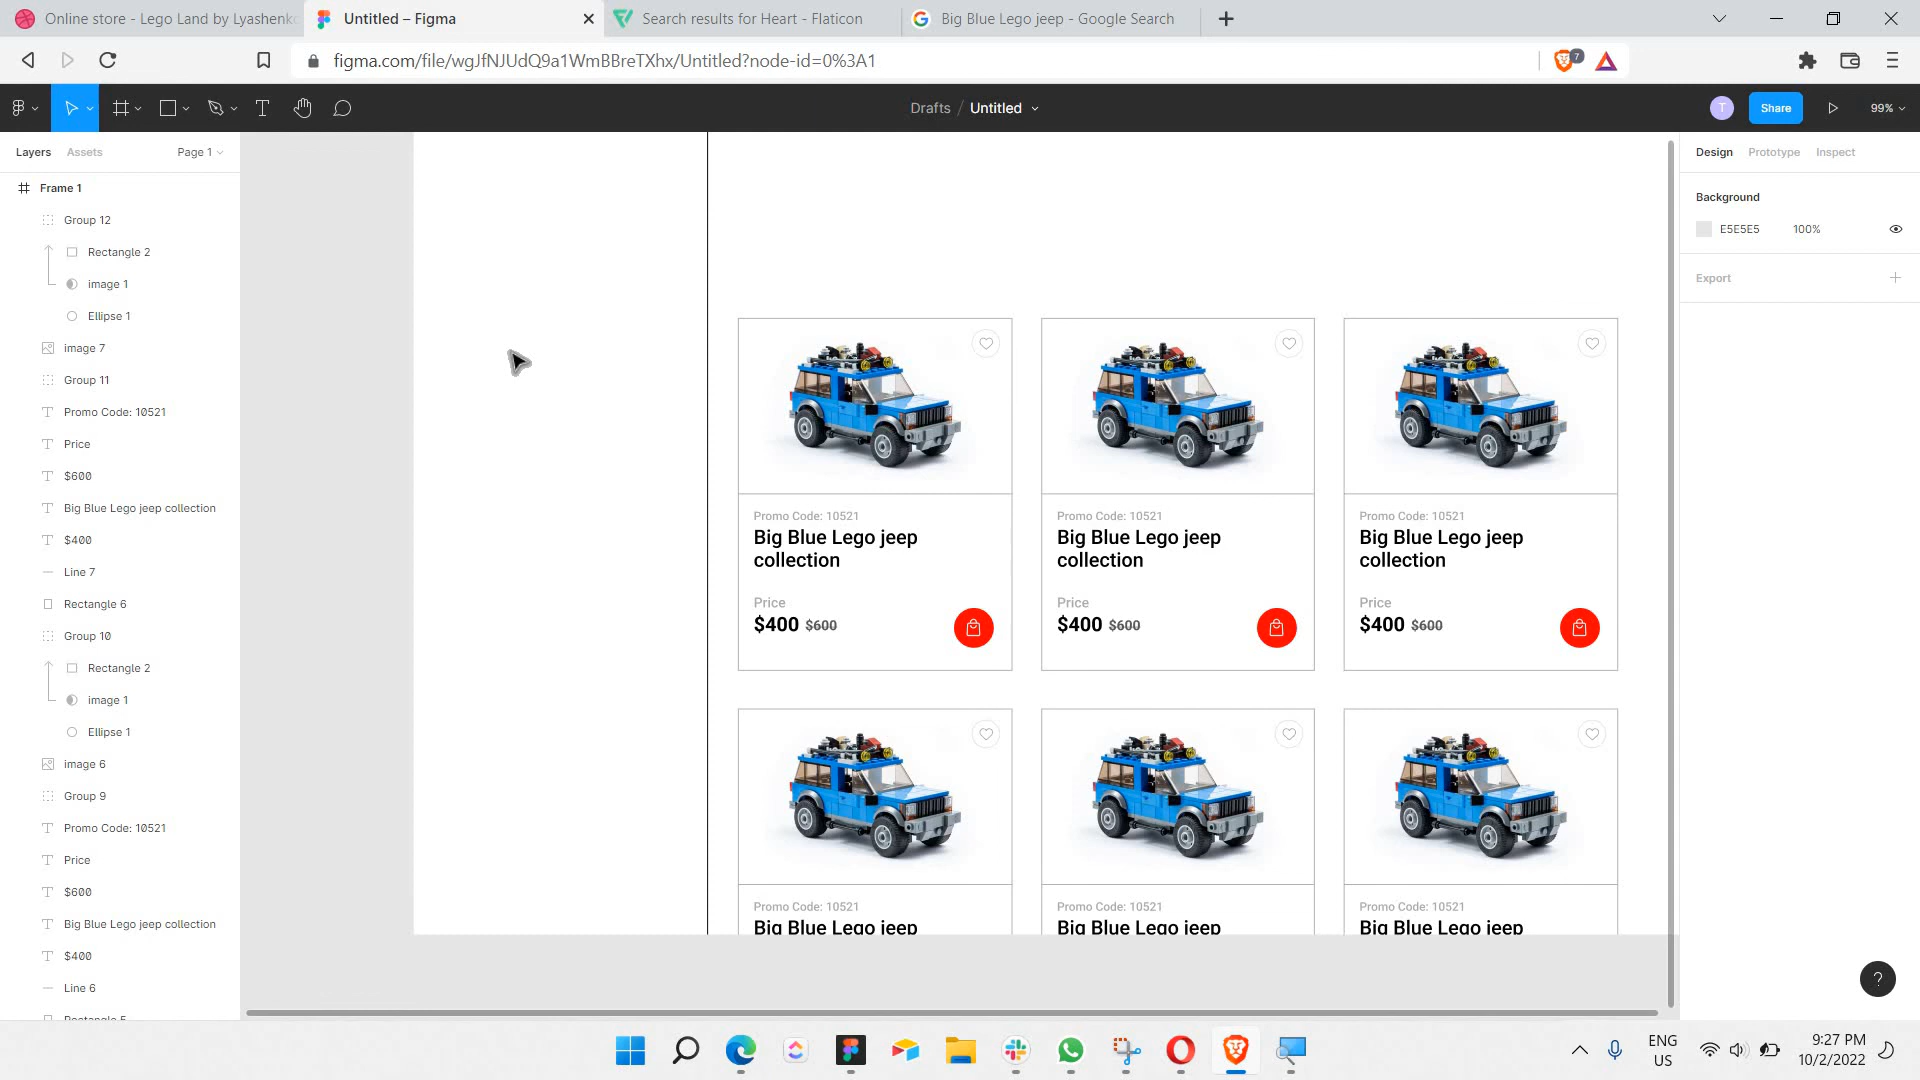 Online store - Lego Land by Lyashenko
Untitled – Figma
Search results for Heart - Flaticon
Big Blue Lego jeep - Google Search
figma.com/file/wgJfNJUdQ9a1WmBBreTXhx/Untitled?node-id=0%3A1
7
Drafts / Untitled
T
Share
99%
Layers
Assets
Page 1
Frame 1
Group 12
Rectangle 2
image 1
Ellipse 1
image 7
Group 11
Promo Code: 10521
Price
$600
Big Blue Lego jeep collection
$400
Line 7
Rectangle 6
Group 10
Rectangle 2
image 1
Ellipse 1
image 6
Group 9
Promo Code: 10521
Price
$600
Big Blue Lego jeep collection
$400
Line 6
Rectangle 5
Promo Code: 10521
Big Blue Lego jeep
collection
Price
$400 $600
Promo Code: 10521
Big Blue Lego jeep
collection
Price
$400 $600
Promo Code: 10521
Big Blue Lego jeep
collection
Price
$400 $600
Promo Code: 10521
Big Blue Lego jeep
Promo Code: 10521
Big Blue Lego jeep
Promo Code: 10521
Big Blue Lego jeep
Design
Prototype
Inspect
Background
E5E5E5
100%
Export
?
ENG
US
9:27 PM
10/2/2022